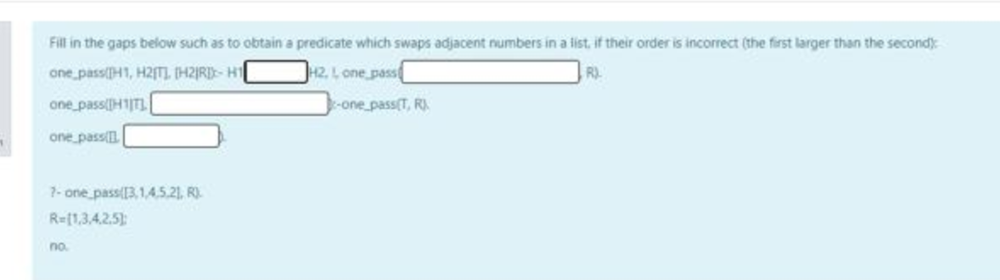 Fill in the gaps below such as to obtain a predicate which swaps adjacent numbers in a list, if their order is incorrect (the first larger than the second):
one_pass([H1, H2|T], [H2|R]):- H1 H2, !, one_pass( , R).
one_pass([H1|T], ):-one_pass(T, R).
one_pass([], ).
?- one_pass([3,1,4,5,2], R).
R=[1,3,4,2,5];
no.